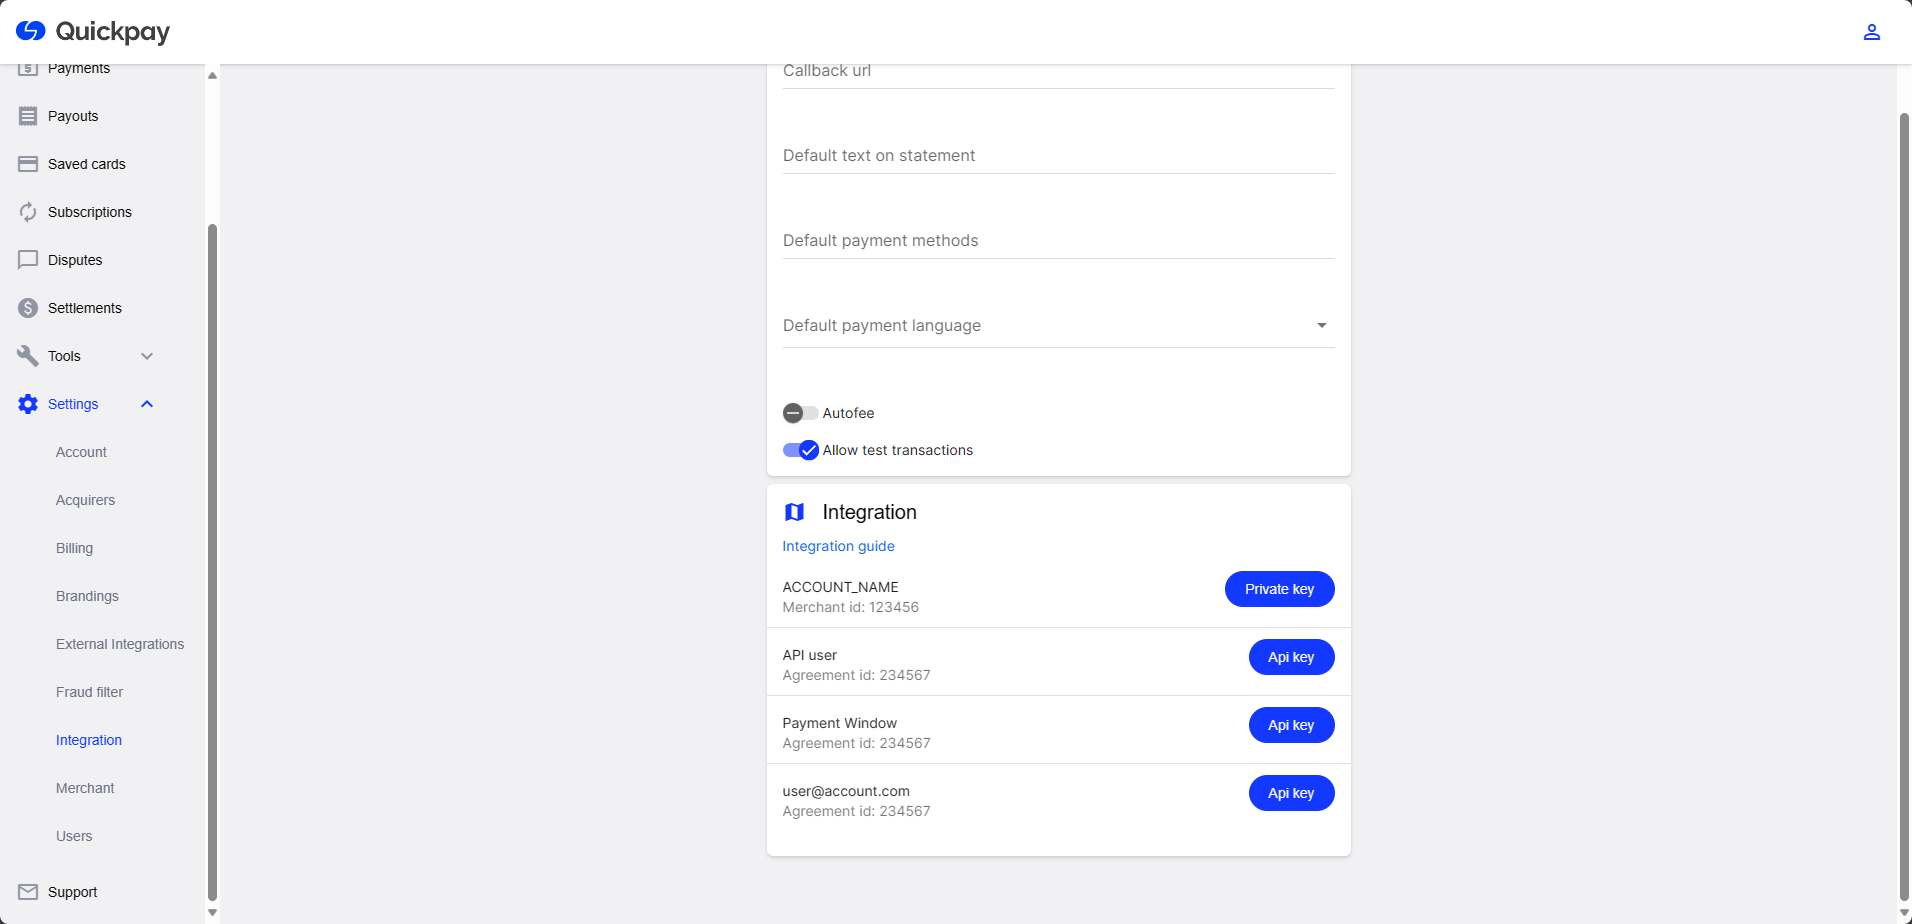 Quickpay
Payments
Payouts
Saved cards
Subscriptions
Disputes
Settlements
Tools
Settings
Account
Acquirers
Billing
Brandings
External Integrations
Fraud filter
Integration
Merchant
Users
Support
Callback url
Default text on statement
Default payment methods
Default payment language
Autofee
Allow test transactions
Integration
Integration guide
ACCOUNT_NAME
Merchant id: 123456
Private key
API user
Agreement id: 234567
Api key
Payment Window
Agreement id: 234567
Api key
user@account.com
Agreement id: 234567
Api key